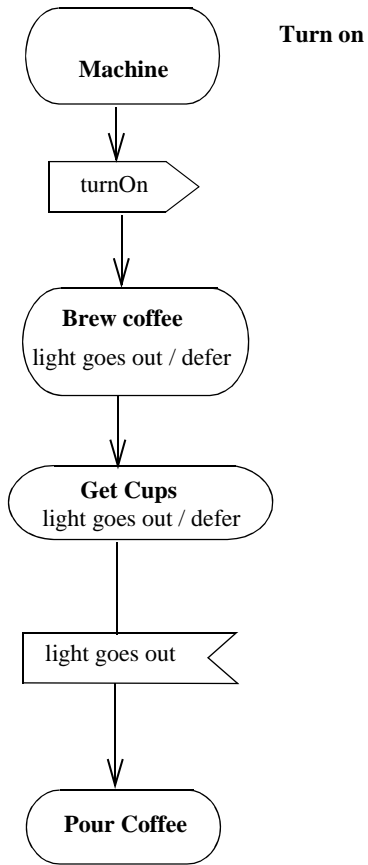 Turn on
Machine
turnOn
Brew coffee
light goes out / defer
Get Cups
light goes out / defer
light goes out
Pour Coffee